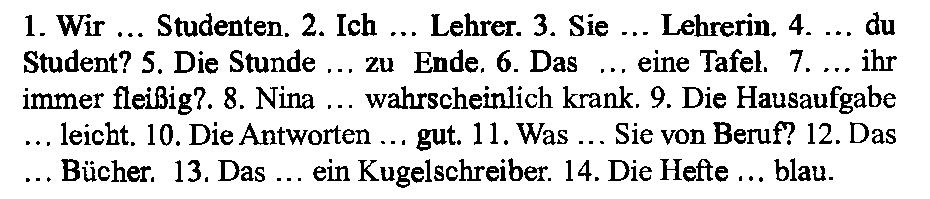 1. Wir ... Studenten. 2. Ich ... Lehrer. 3. Sie ... Lehrerin. 4. ... du
Student? 5. Die Stunde ... zu Ende. 6. Das ... eine Tafel. 7. ... ihr
immer fleißig?. 8. Nina ... wahrscheinlich krank. 9. Die Hausaufgabe
... leicht. 10. Die Antworten ... gut. 11. Was ... Sie von Beruf? 12. Das
... Bücher. 13. Das ... ein Kugelschreiber. 14. Die Hefte ... blau.